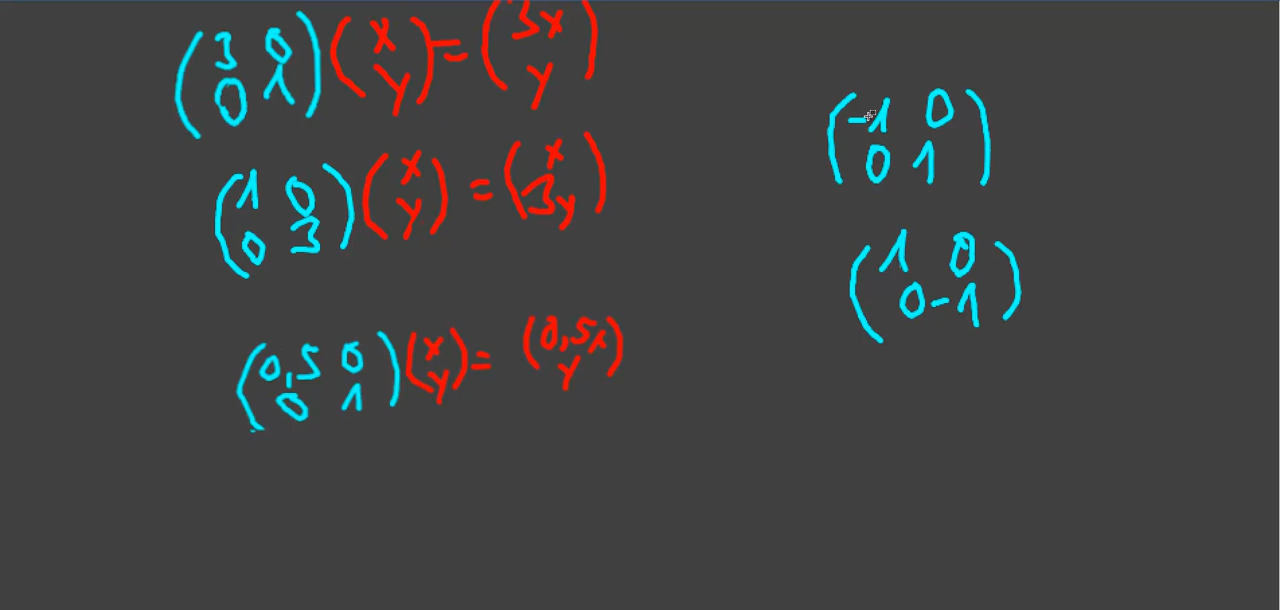 (3 0) (x) = (3x)
(0 1) (y) (y)
(1 0) (x) = (x)
(0 3) (y) (3y)
(0,5 0) (x) = (0,5x)
(0 1) (y) (y)
(-1 0)
(0 1)
(1 0)
(0 -1)